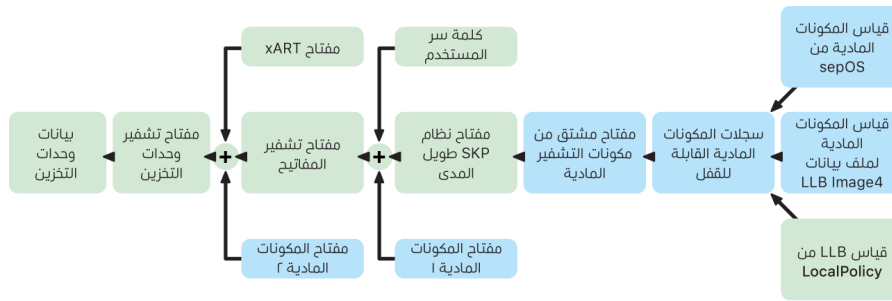 قياس المكونات
المادية من
sepOS
قياس المكونات
المادية
لملف بيانات
LLB Image4
قياس LLB من
LocalPolicy
سجلات المكونات
المادية القابلة
للقفل
مفتاح مشتق من
مكونات التشفير
المادية
كلمة سر
المستخدم
مفتاح نظام
SKP طويل
المدى
مفتاح المكونات
المادية ١
+
مفتاح xART
مفتاح تشفير
المفاتيح
مفتاح المكونات
المادية ٢
+
مفتاح تشفير
وحدات
التخزين
بيانات
وحدات
التخزين